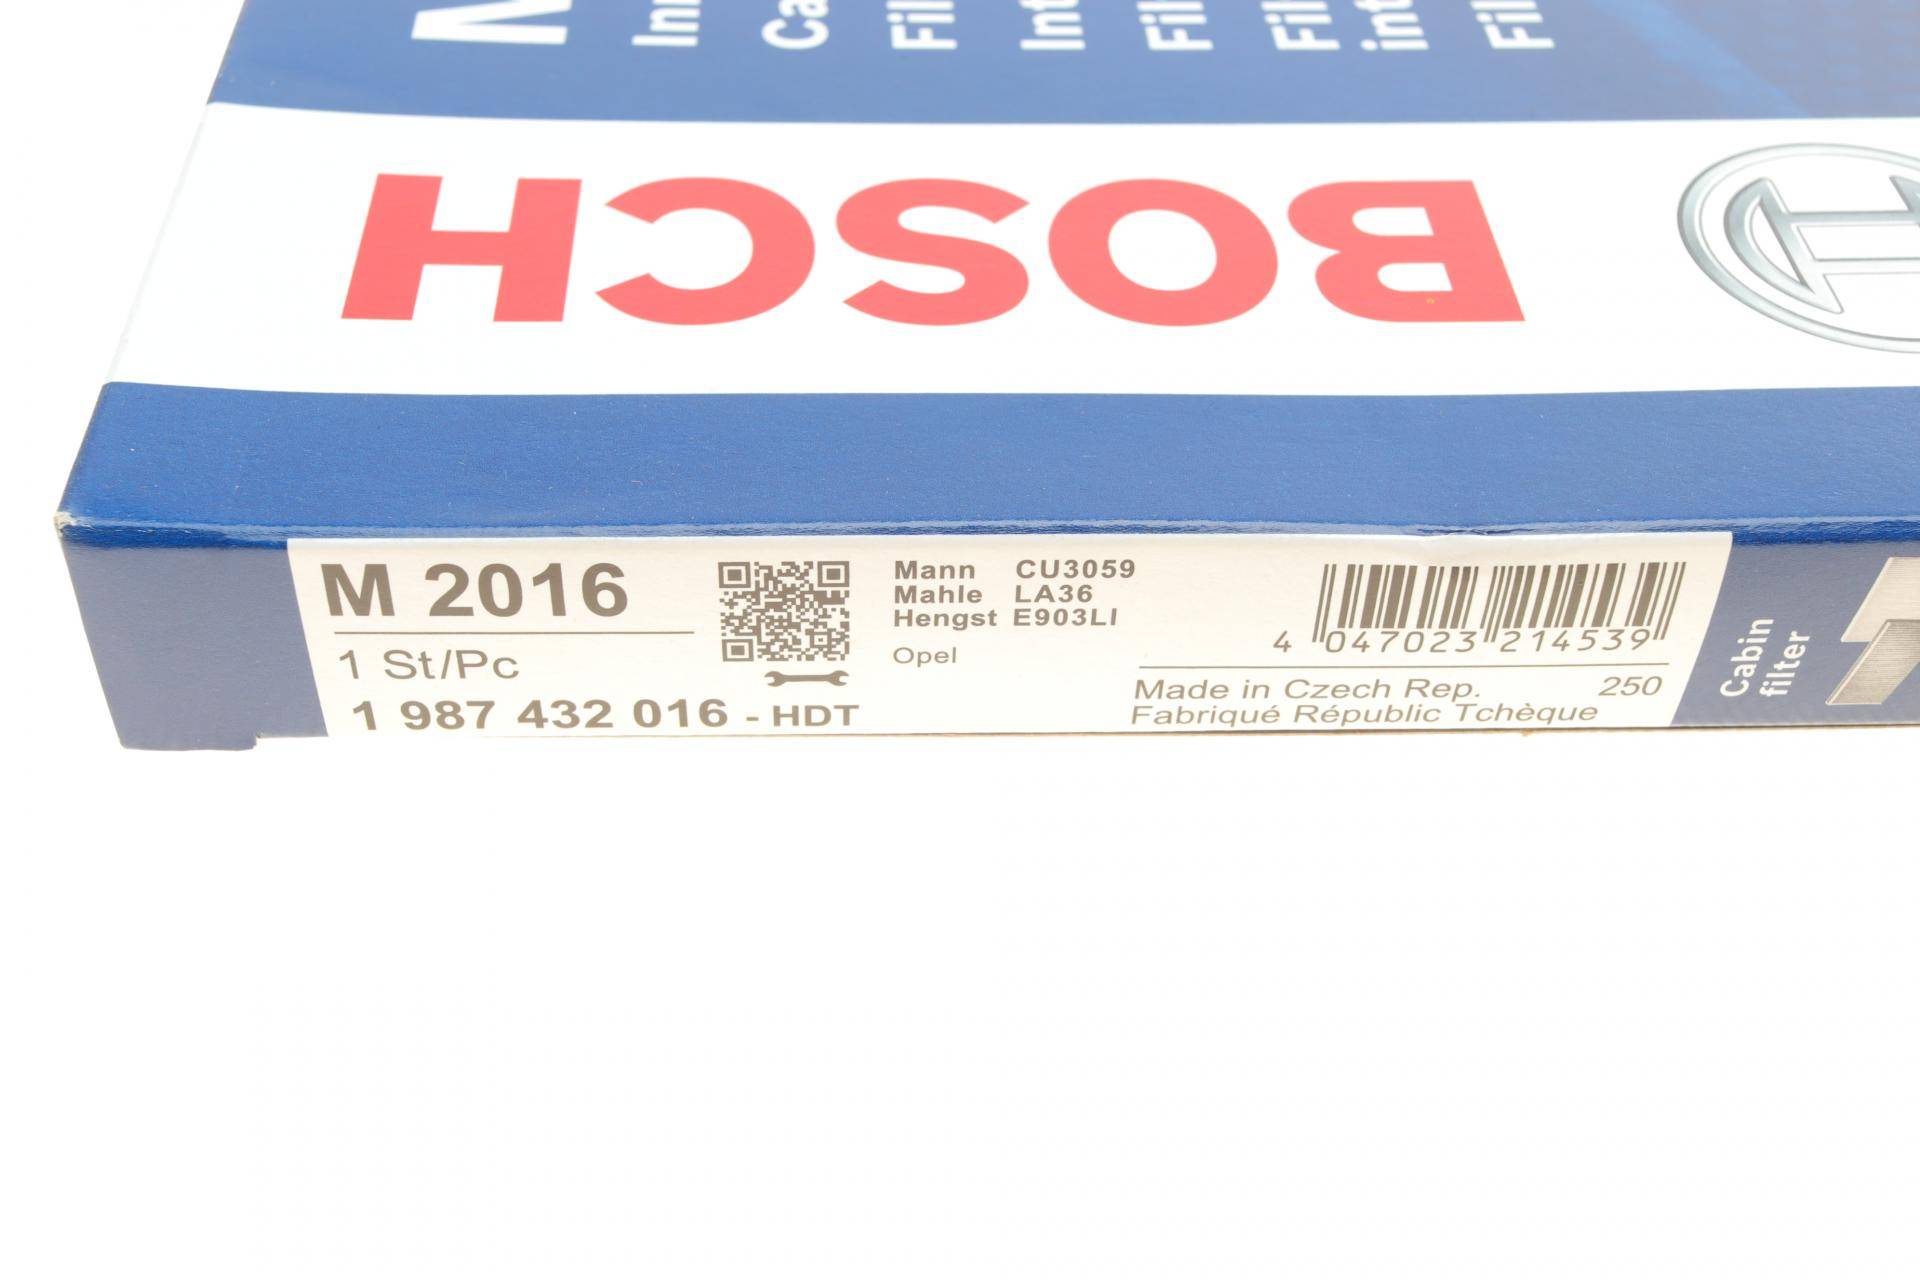 BOSCH
M 2016
1 St/Pc
1 987 432 016 - HDT
Mann CU3059
Mahle LA36
Hengst E903LI
Opel
4 047023 214539
Made in Czech Rep. 250
Fabriqué Républic Tchèque
Cabin
filter